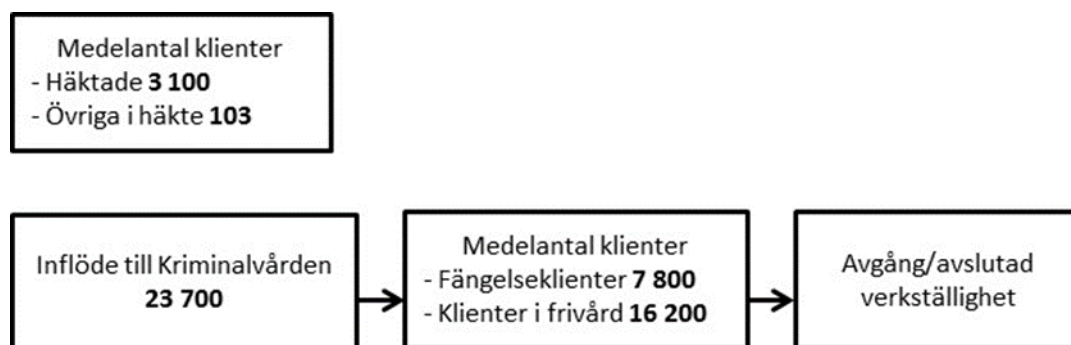 Medelantal klienter
- Häktade 3 100
- Övriga i häkte 103
Inflöde till Kriminalvården
23 700
Medelantal klienter
- Fängelseklienter 7 800
- Klienter i frivård 16 200
Avgång/avslutad
verkställighet